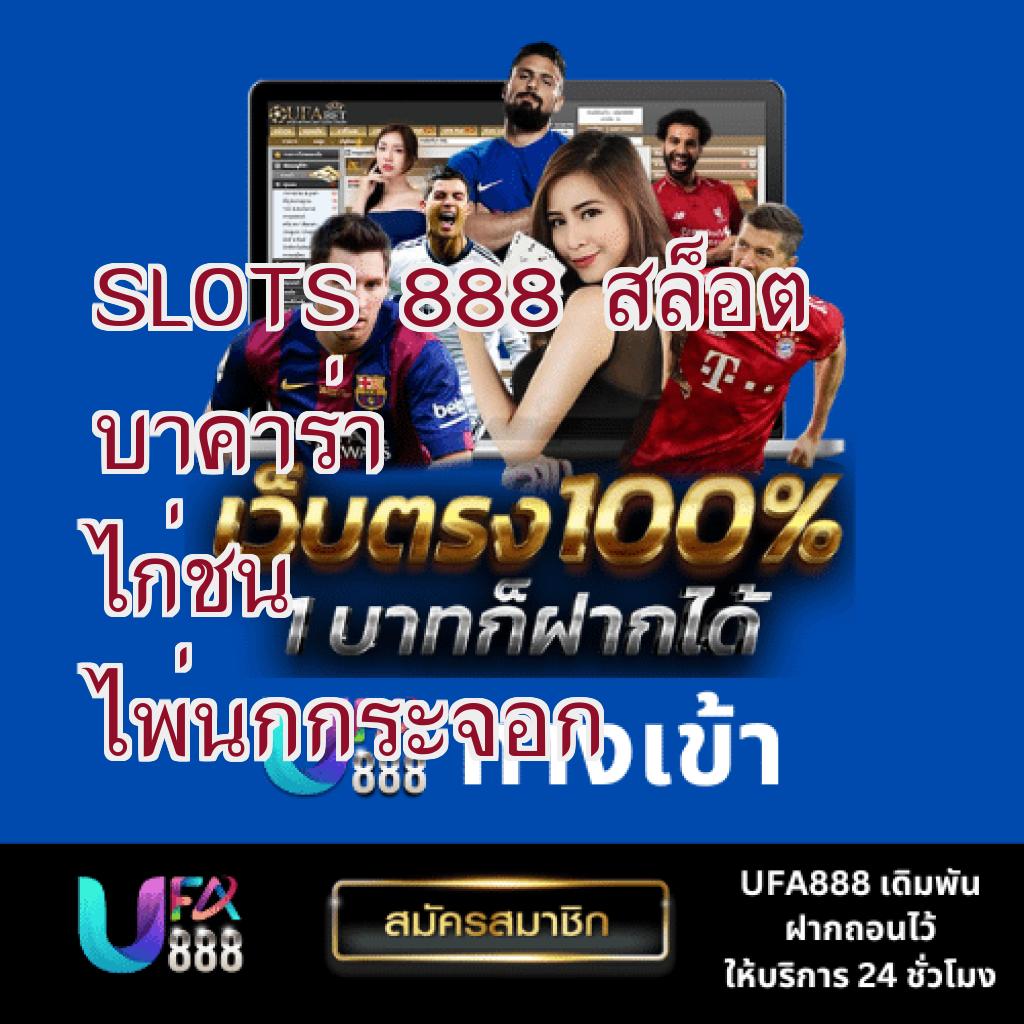 UFABET
SLOTS 888 สล็อต
บาคาร่า
ไก่ชน
ไพ่นกกระจอก
เว็บตรง100%
1 บาทก็ฝากได้
888 ทางเข้า
UFA
888
สมัครสมาชิก
UFA888 เดิมพัน
ฝากถอนไว้
ให้บริการ 24 ชั่วโมง